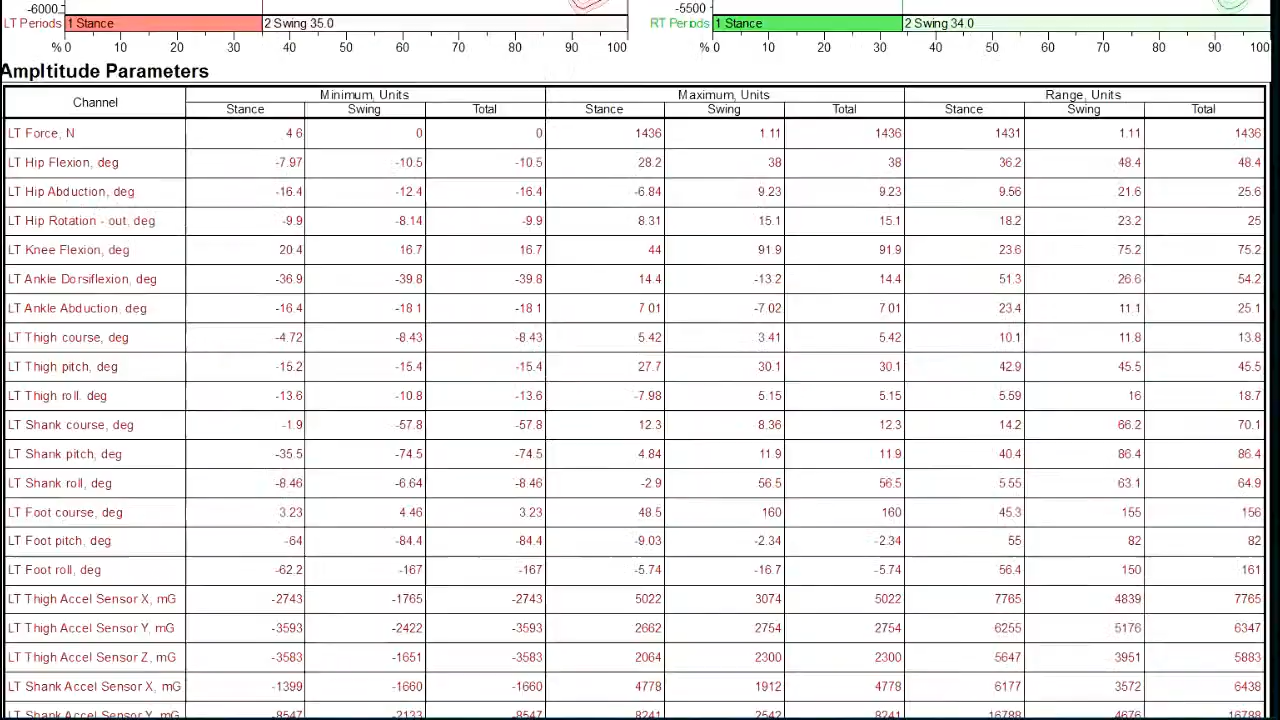 -6000 -5500
LT Periods 1 Stance 2 Swing 35.0 RT Periods 1 Stance 2 Swing 34 0
% 0 10 20 30 40 50 60 70 80 90 100 % 0 10 20 30 40 50 60 70 80 90 100
Ampltitude Parameters
Channel Minimum, Units Maximum, Units Range, Units
Stance Swing Total Stance Swing Total Stance Swing Total
LT Force, N 4 6 0 0 1436 1.11 1436 1431 1.11 1436
LT Hip Flexion, deg -7.97 -10.5 -10.5 28.2 38 38 36.2 48.4 48.4
LT Hip Abduction, deg -16.4 -12.4 -16.4 -6.84 9.23 9.23 9.56 21.6 25.6
LT Hip Rotation - out, deg -9.9 -8.14 -9.9 8.31 15.1 15.1 18.2 23.2 25
LT Knee Flexion, deg 20.4 16.7 16.7 44 91.9 91.9 23.6 75.2 75.2
LT Ankle Dorsiflexion, deg -36.9 -39.8 -39.8 14.4 -13.2 14.4 51.3 26.6 54.2
LT Ankle Abduction, deg -16.4 -18 1 -18 1 7 01 -7 02 7 01 23.4 11.1 25.1
LT Thigh course, deg -4.72 -8.43 -8.43 5.42 3.41 5.42 10.1 11.8 13.8
LT Thigh pitch, deg -15.2 -15.4 -15.4 27.7 30.1 30.1 42.9 45.5 45.5
LT Thigh roll. deg -13.6 -10.8 -13.6 -7.98 5.15 5.15 5.59 16 18.7
LT Shank course, deg -1.9 -57.8 -57.8 12.3 8.36 12.3 14.2 66.2 70.1
LT Shank pitch, deg -35.5 -74.5 -74.5 4.84 11.9 11.9 40.4 86.4 86.4
LT Shank roll, deg -8.46 -6.64 -8.46 -2.9 56.5 56.5 5.55 63.1 64.9
LT Foot course, deg 3.23 4.46 3.23 48.5 160 160 45.3 155 156
LT Foot pitch, deg -64 -84.4 -84.4 -9.03 -2.34 -2.34 55 82 82
LT Foot roll, deg -62.2 -167 -167 -5.74 -16.7 -5.74 56.4 150 161
LT Thigh Accel Sensor X, mG -2743 -1765 -2743 5022 3074 5022 7765 4839 7765
LT Thigh Accel Sensor Y, mG -3593 -2422 -3593 2662 2754 2754 6255 5176 6347
LT Thigh Accel Sensor Z, mG -3583 -1651 -3583 2064 2300 2300 5647 3951 5883
LT Shank Accel Sensor X, mG -1399 -1660 -1660 4778 1912 4778 6177 3572 6438
LT Shank Accel Sensor Y, mG -8547 -2133 -8547 8241 2542 8241 16788 4676 16788